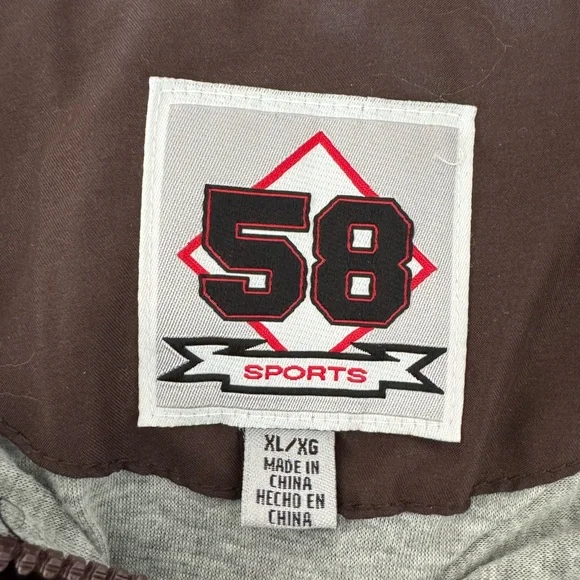 58
SPORTS
XL/XG
MADE IN
CHINA
HECHO EN
CHINA